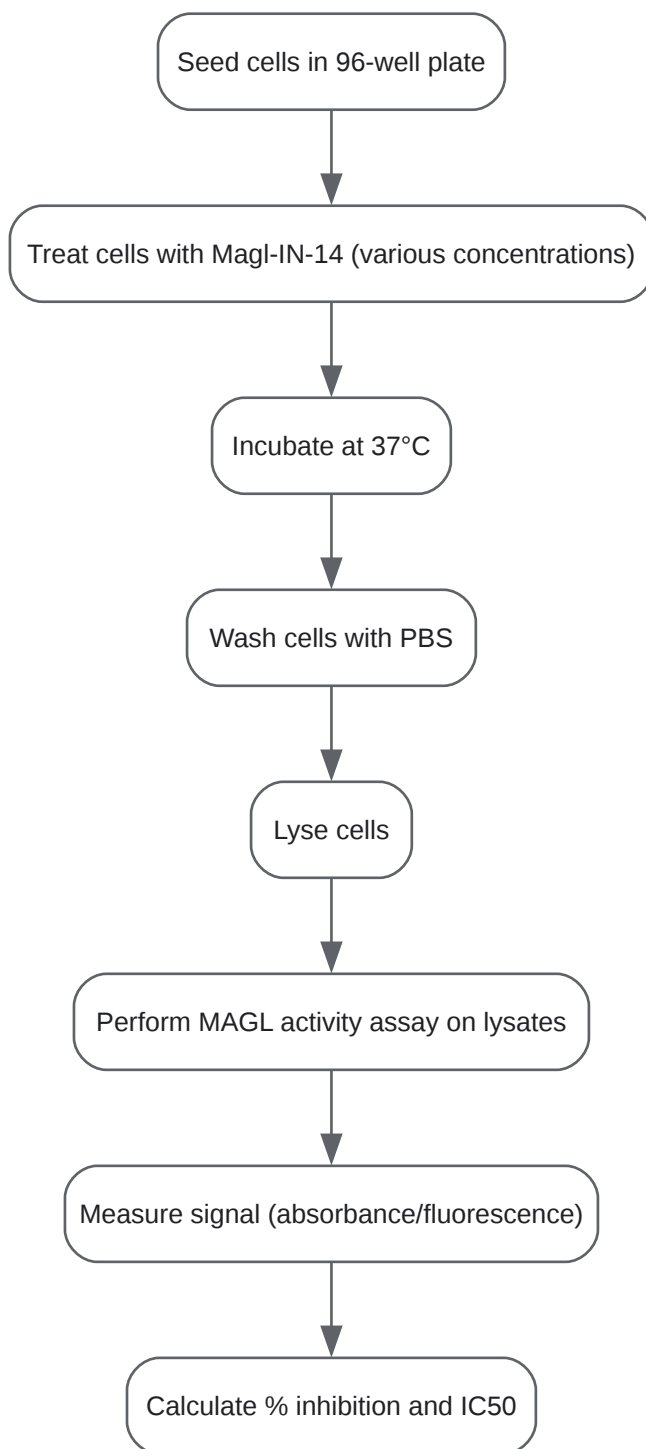 Seed cells in 96-well plate
Treat cells with Magl-IN-14 (various concentrations)
Incubate at 37°C
Wash cells with PBS
Lyse cells
Perform MAGL activity assay on lysates
Measure signal (absorbance/fluorescence)
Calculate % inhibition and IC50